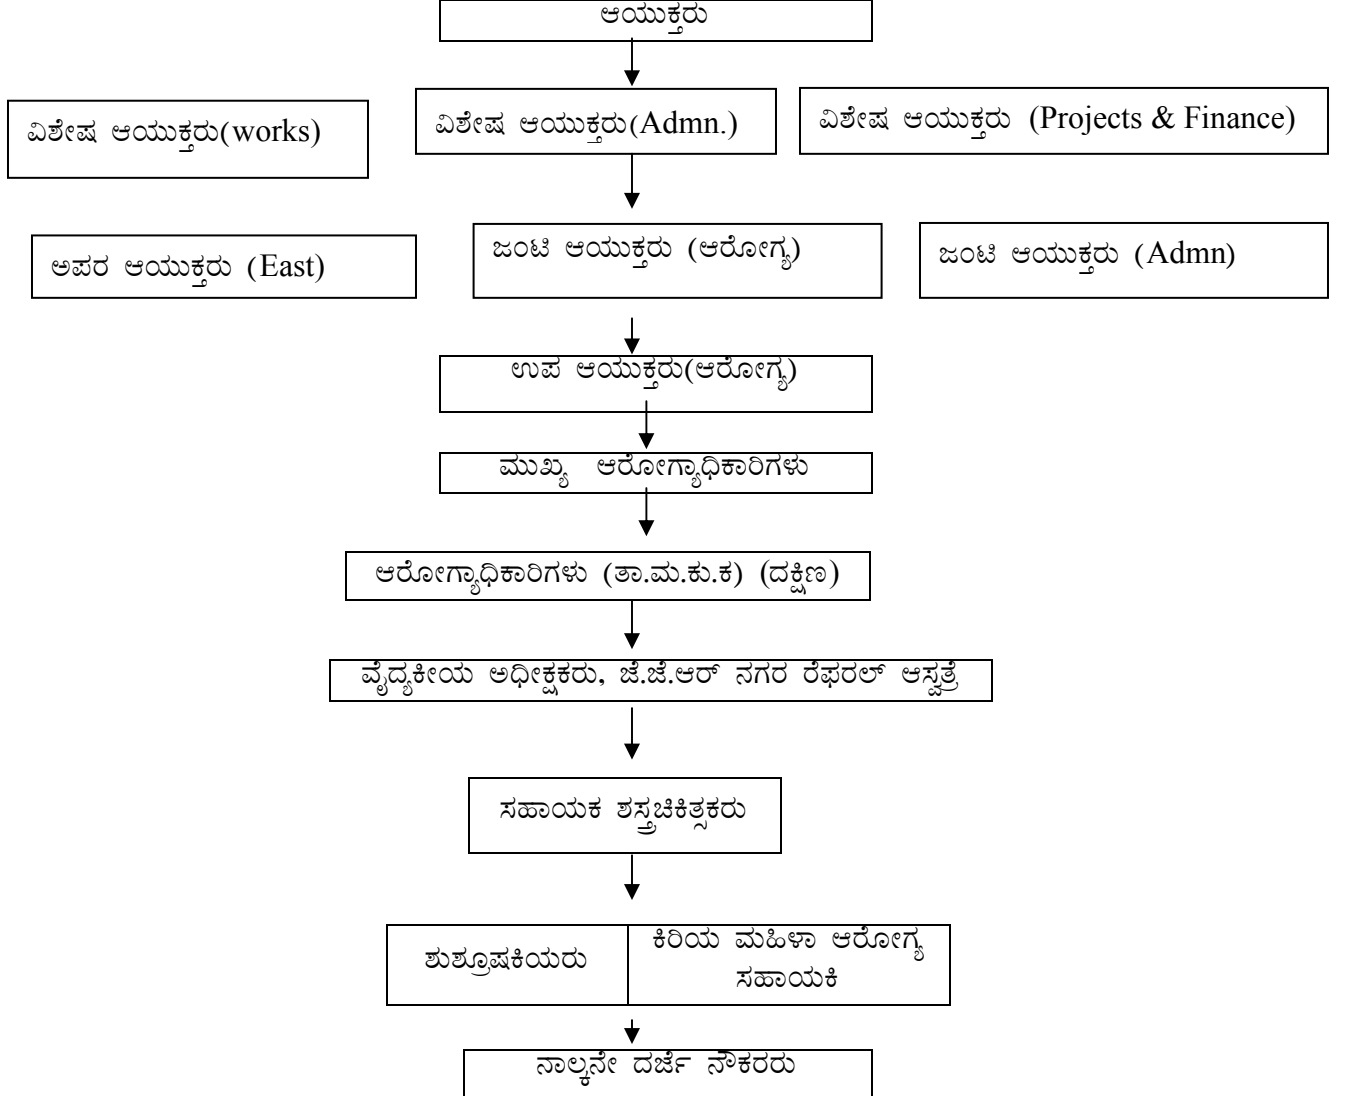 ಆಯುಕ್ತರು
ವಿಶೇಷ ಆಯುಕ್ತರು(works)
ವಿಶೇಷ ಆಯುಕ್ತರು(Admn.)
ವಿಶೇಷ ಆಯುಕ್ತರು (Projects & Finance)
ಅಪರ ಆಯುಕ್ತರು (East)
ಜಂಟಿ ಆಯುಕ್ತರು (ಆರೋಗ್ಯ)
ಜಂಟಿ ಆಯುಕ್ತರು (Admn)
ಉಪ ಆಯುಕ್ತರು(ಆರೋಗ್ಯ)
ಮುಖ್ಯ ಆರೋಗ್ಯಾಧಿಕಾರಿಗಳು
ಆರೋಗ್ಯಾಧಿಕಾರಿಗಳು (ತಾ.ಮ.ಕು.ಕ) (ದಕ್ಷಿಣ)
ವೈದ್ಯಕೀಯ ಅಧೀಕ್ಷಕರು, ಜೆ.ಜೆ.ಆರ್ ನಗರ ರೆಫರಲ್ ಆಸ್ವತ್ರೆ
ಸಹಾಯಕ ಶಸ್ತ್ರಚಿಕಿತ್ಸಕರು
ಶುಶ್ರೂಷಕಿಯರು
ಕಿರಿಯ ಮಹಿಳಾ ಆರೋಗ್ಯ
ಸಹಾಯಕಿ
ನಾಲ್ಕನೇ ದರ್ಜೆ ನೌಕರರು